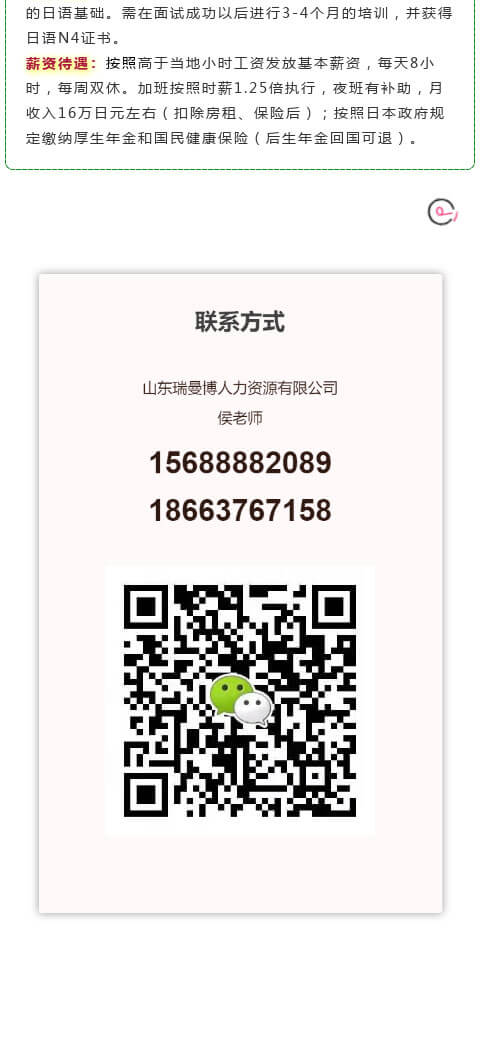 的日语基础。需在面试成功以后进行3-4个月的培训，并获得
日语N4证书。
薪资待遇：按照高于当地小时工资发放基本薪资，每天8小
时，每周双休。加班按照时薪1.25倍执行，夜班有补助，月
收入16万日元左右（扣除房租、保险后）；按照日本政府规
定缴纳厚生年金和国民健康保险（后生年金回国可退）。
联系方式
山东瑞曼博人力资源有限公司
侯老师
15688882089
18663767158